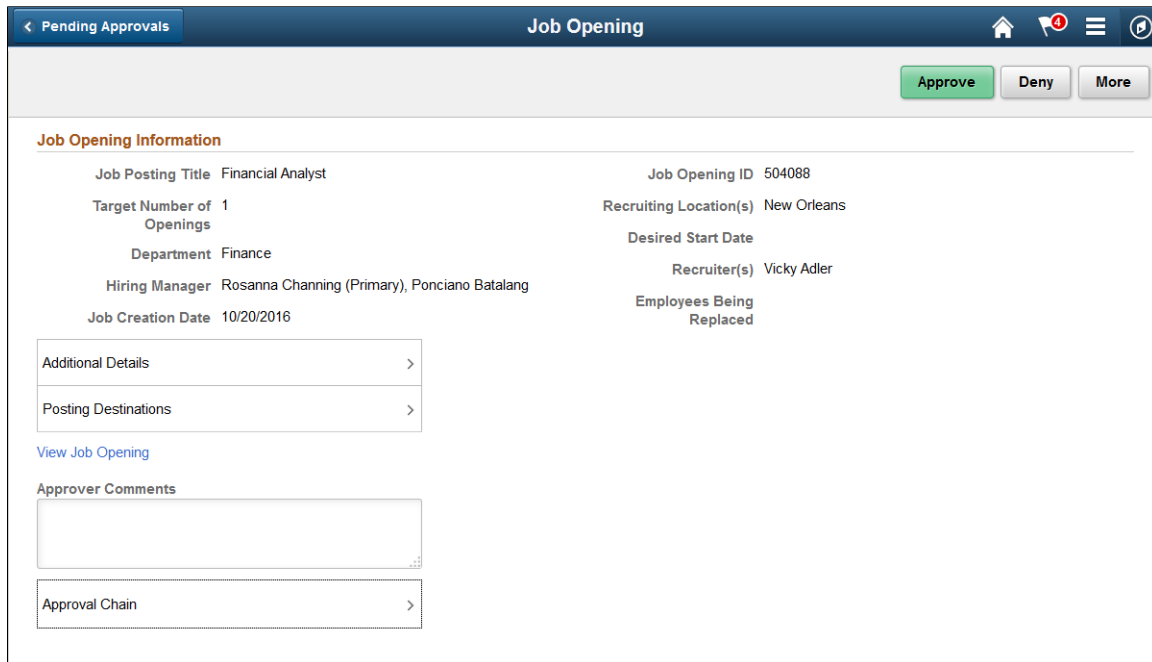 Pending Approvals
Job Opening
4
Approve Deny More
Job Opening Information
Job Posting Title Financial Analyst
Job Opening ID 504088
Target Number of Openings 1
Recruiting Location(s) New Orleans
Desired Start Date
Department Finance
Recruiter(s) Vicky Adler
Hiring Manager Rosanna Channing (Primary), Ponciano Batalang
Employees Being Replaced
Job Creation Date 10/20/2016
Additional Details
Posting Destinations
View Job Opening
Approver Comments
Approval Chain